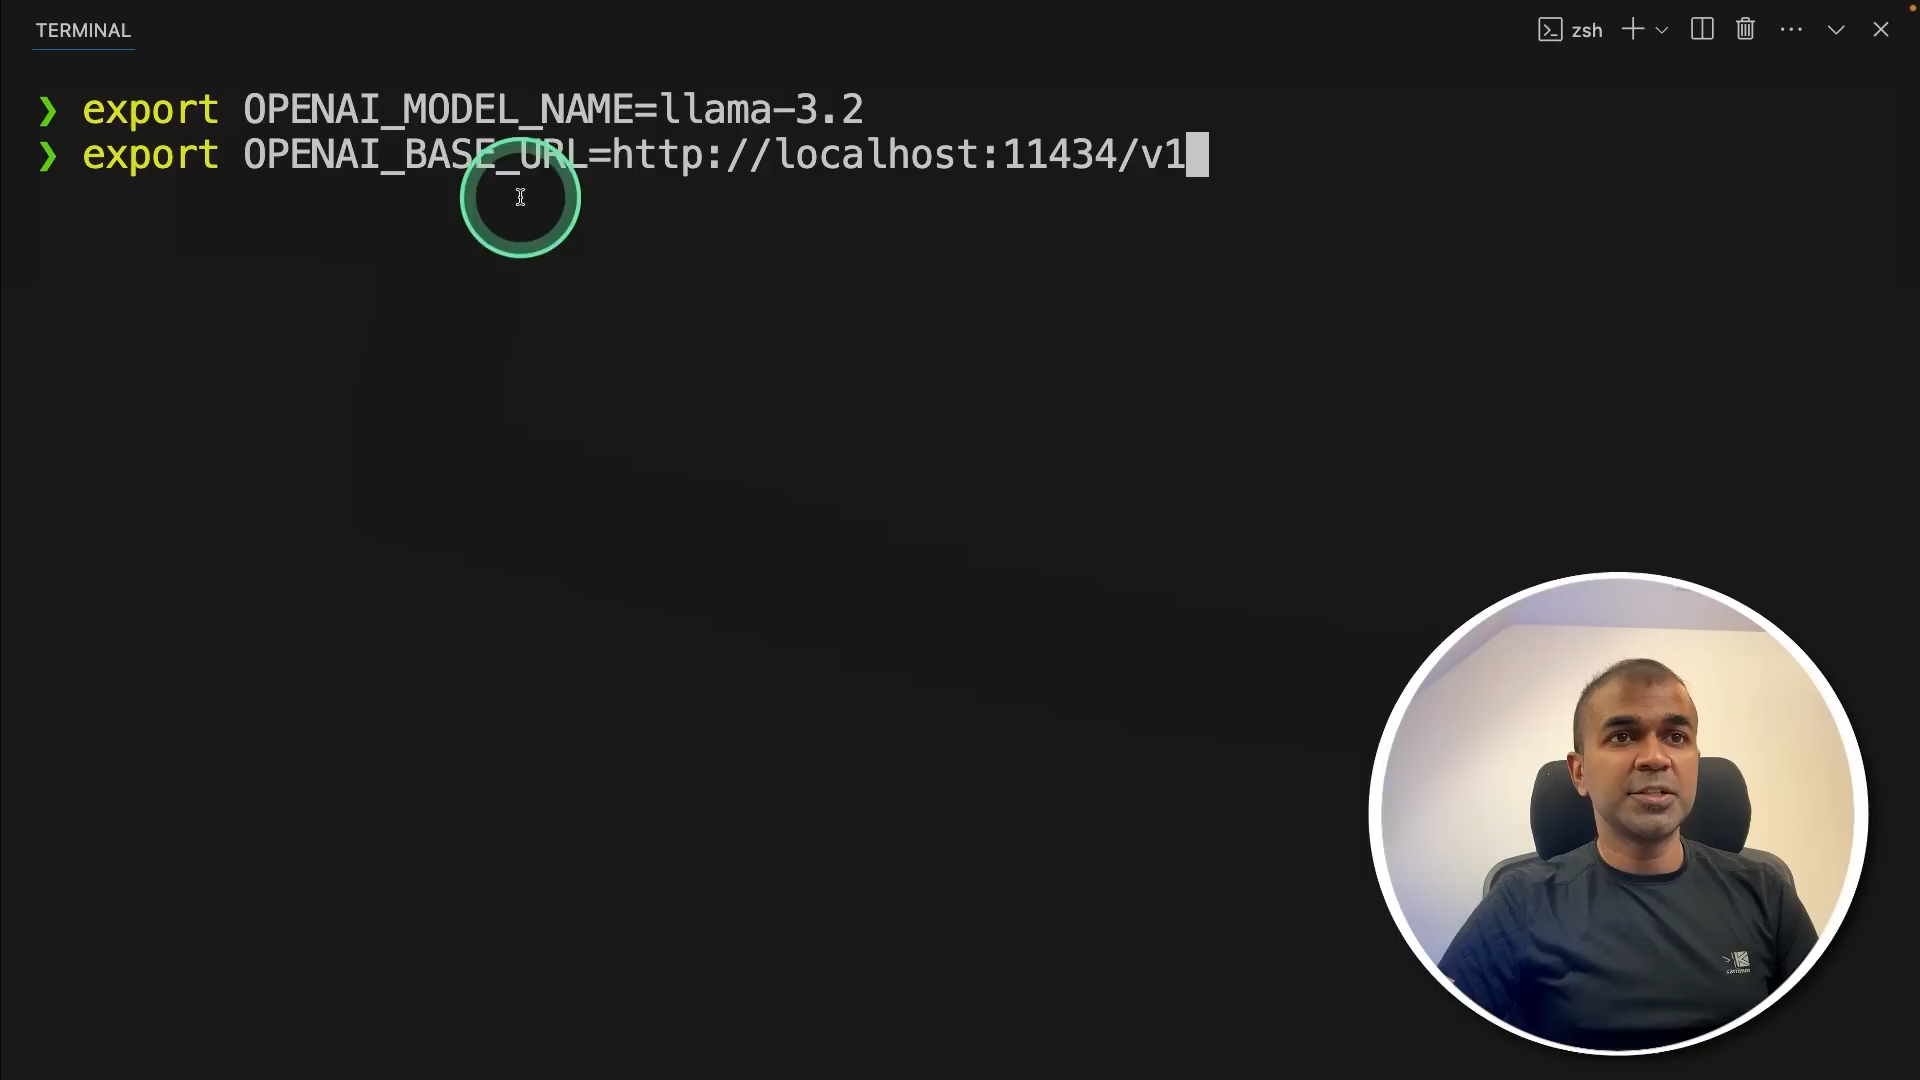 TERMINAL
zsh
❯ export OPENAI_MODEL_NAME=llama-3.2
❯ export OPENAI_BASE_URL=http://localhost:11434/v1